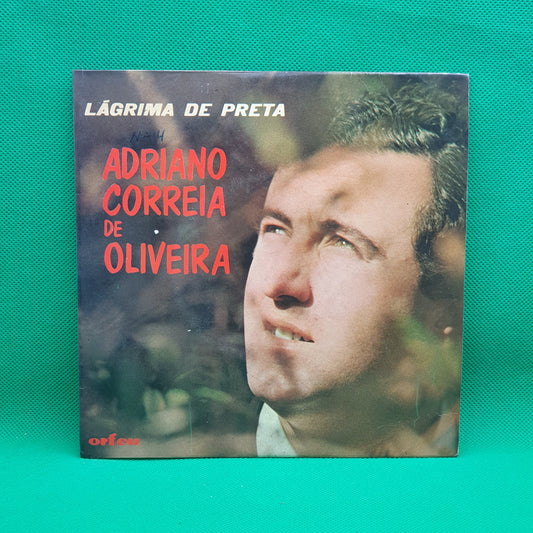 LÁGRIMA DE PRETA
ADRIANO
CORREIA
DE
OLIVEIRA
orfeu